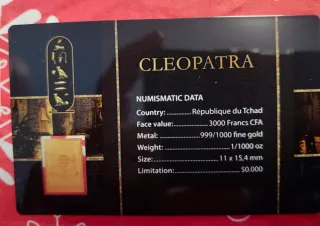 CLEOPATRA
NUMISMATIC DATA
Country: ............ République du Tchad
Face value: ............ 3000 Francs CFA
Metal: .................. 999/1000 fine gold
Weight: ............................ 1/1000 oz
Size: ............................ 11 x 15,4 mm
Limitation: ............................ 50.000